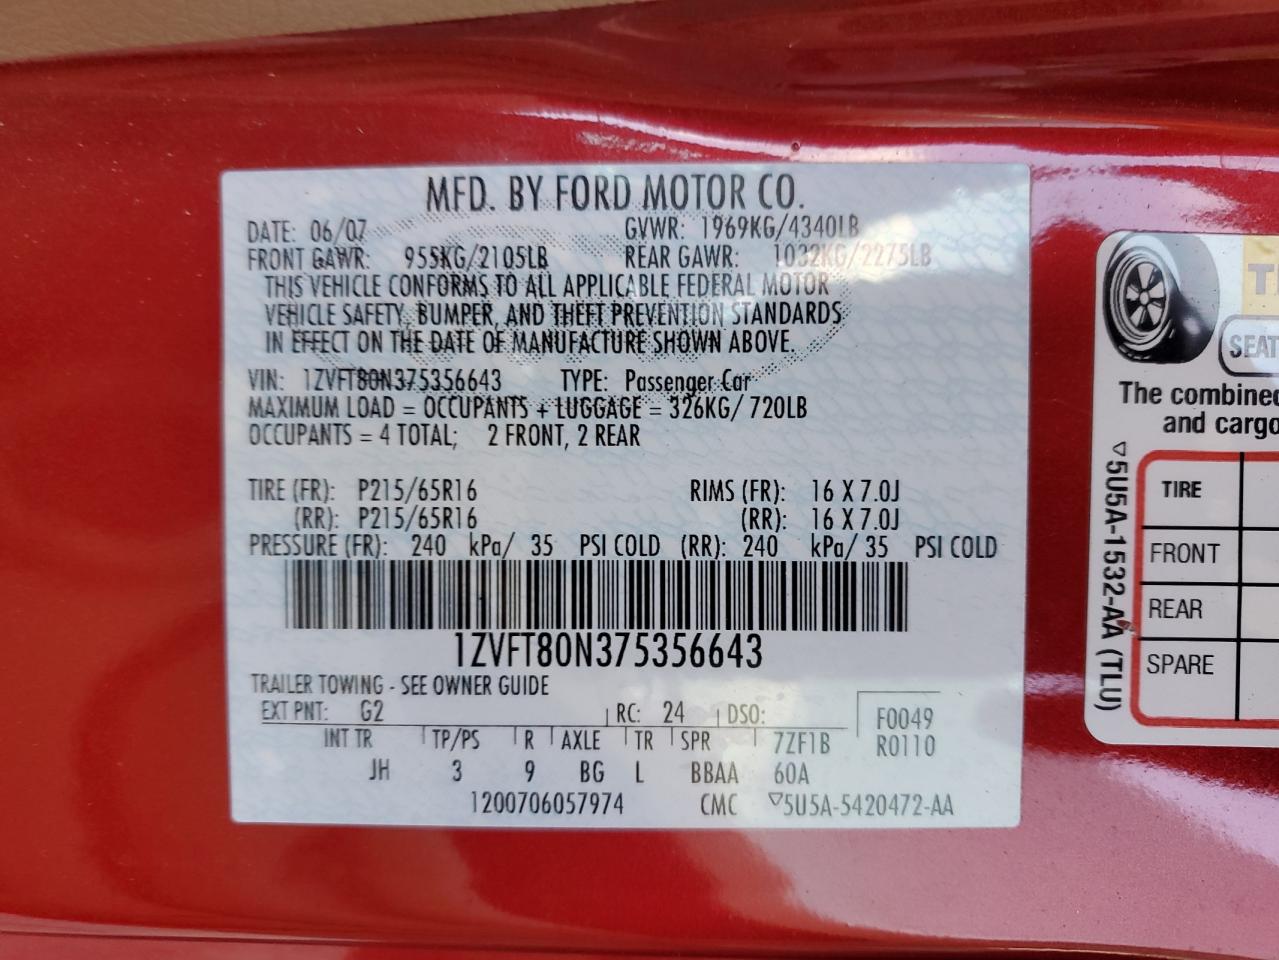 MFD. BY FORD MOTOR CO.
DATE: 06/07 GVWR: 1969KG/4340LB
FRONT GAWR: 955KG/2105LB REAR GAWR: 1032KG/2275LB
THIS VEHICLE CONFORMS TO ALL APPLICABLE FEDERAL MOTOR
VEHICLE SAFETY, BUMPER, AND THEFT PREVENTION STANDARDS
IN EFFECT ON THE DATE OF MANUFACTURE SHOWN ABOVE.
VIN: 1ZVFT80N375356643 TYPE: Passenger Car
MAXIMUM LOAD = OCCUPANTS + LUGGAGE = 326KG/ 720LB
OCCUPANTS = 4 TOTAL; 2 FRONT, 2 REAR
TIRE (FR): P215/65R16 RIMS (FR): 16 X 7.0J
(RR): P215/65R16 (RR): 16 X 7.0J
PRESSURE (FR): 240 kPa/ 35 PSI COLD (RR): 240 kPa/ 35 PSI COLD
1ZVFT80N375356643
TRAILER TOWING - SEE OWNER GUIDE
EXT PNT: G2 RC: 24 DSO: F0049
INT TR TP/PS R AXLE TR SPR 7ZF1B R0110
JH 3 9 BG L BBAA 60A
1200706057974 CMC ▽5U5A-5420472-AA
SEAT
The combined
and cargo
TIRE
FRONT
REAR
SPARE
▽5U5A-1532-AA (TLU)